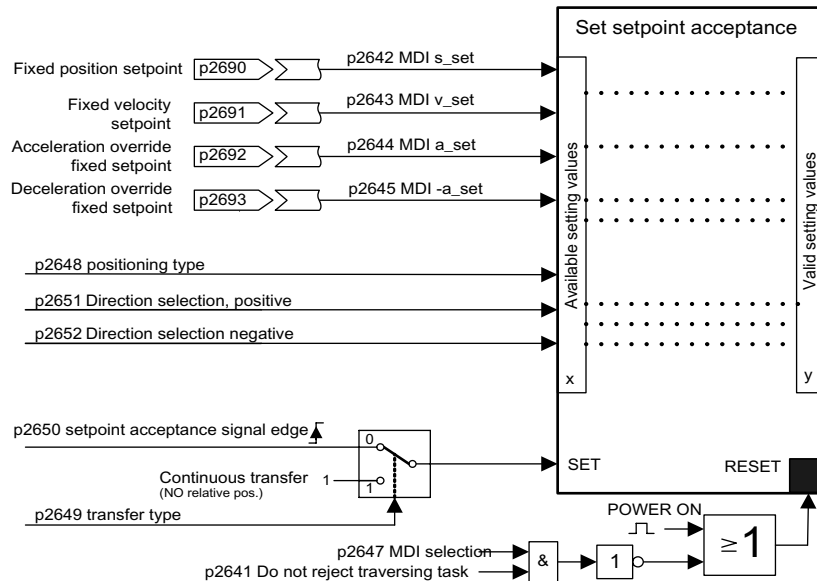 Set setpoint acceptance
Fixed position setpoint
p2690
p2642 MDI s_set
Fixed velocity
setpoint
p2691
p2643 MDI v_set
Acceleration override
fixed setpoint
p2692
p2644 MDI a_set
Deceleration override
fixed setpoint
p2693
p2645 MDI -a_set
Available setting values
Valid setting values
p2648 positioning type
p2651 Direction selection, positive
p2652 Direction selection negative
x
y
p2650 setpoint acceptance signal edge
0
Continuous transfer
(NO relative pos.)
1
1
SET
RESET
p2649 transfer type
POWER ON
≥1
p2647 MDI selection
p2641 Do not reject traversing task
&
1